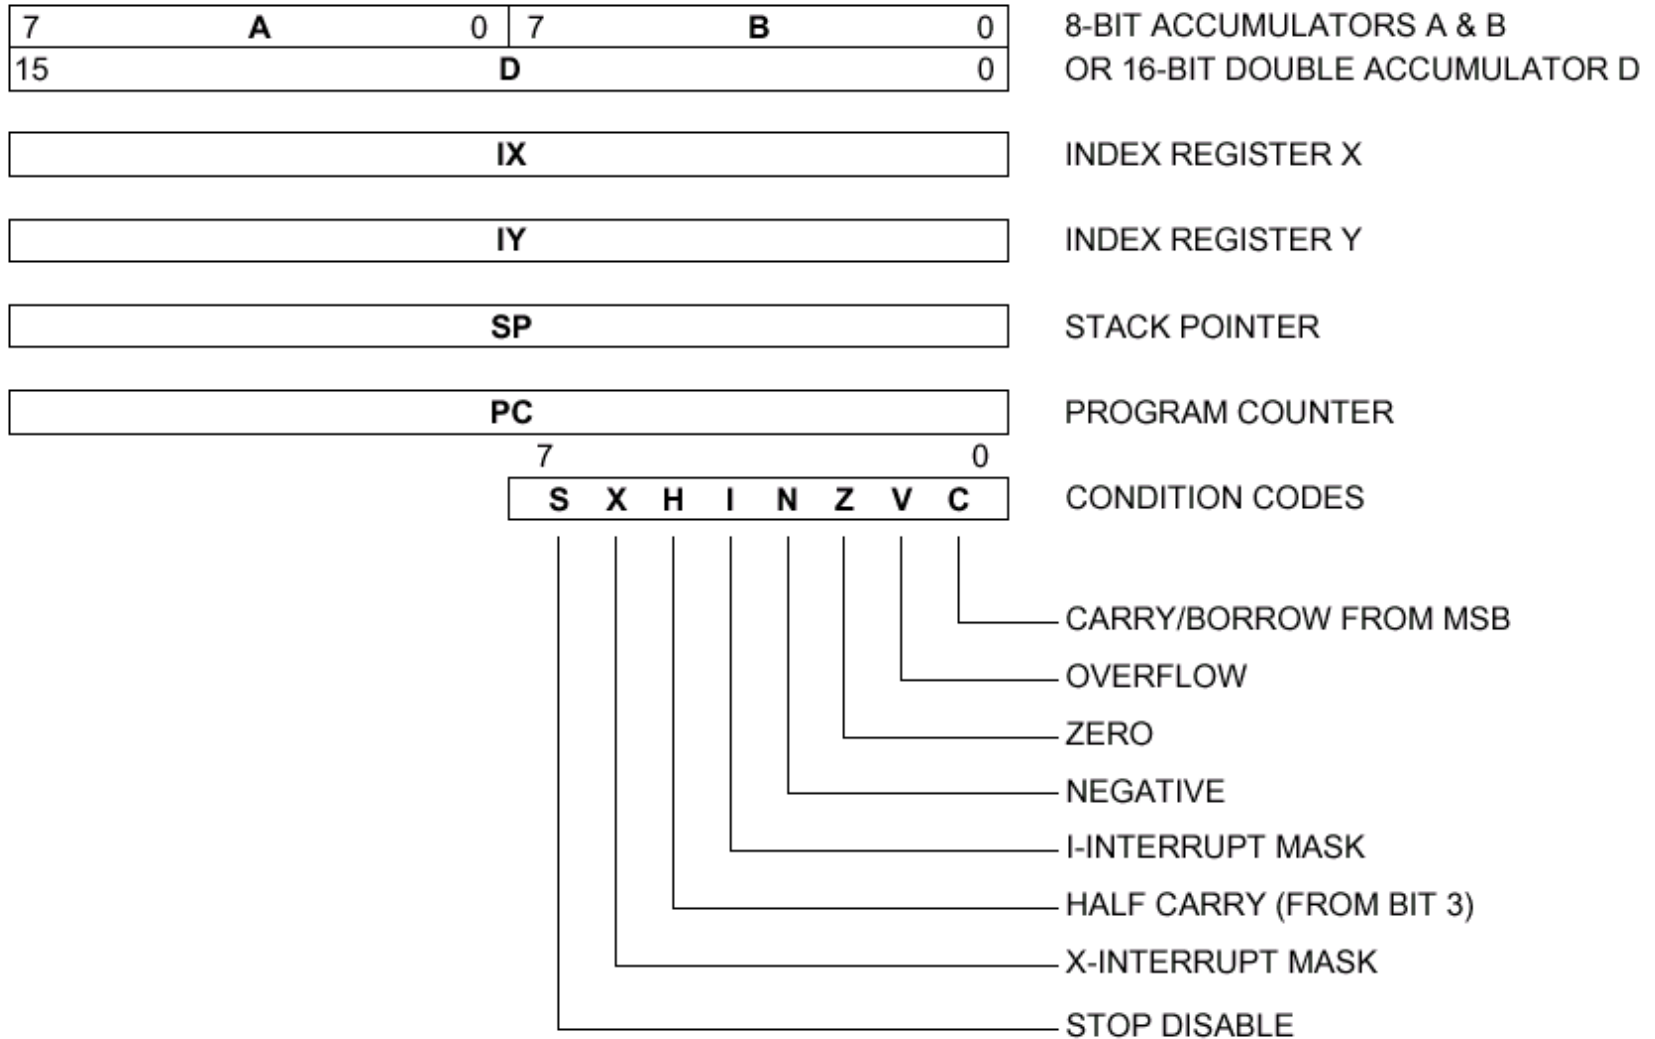 7 A 0 7 B 0 8-BIT ACCUMULATORS A & B
15 D 0 OR 16-BIT DOUBLE ACCUMULATOR D
IX INDEX REGISTER X
IY INDEX REGISTER Y
SP STACK POINTER
PC PROGRAM COUNTER
7 0
S X H I N Z V C CONDITION CODES
CARRY/BORROW FROM MSB
OVERFLOW
ZERO
NEGATIVE
I-INTERRUPT MASK
HALF CARRY (FROM BIT 3)
X-INTERRUPT MASK
STOP DISABLE